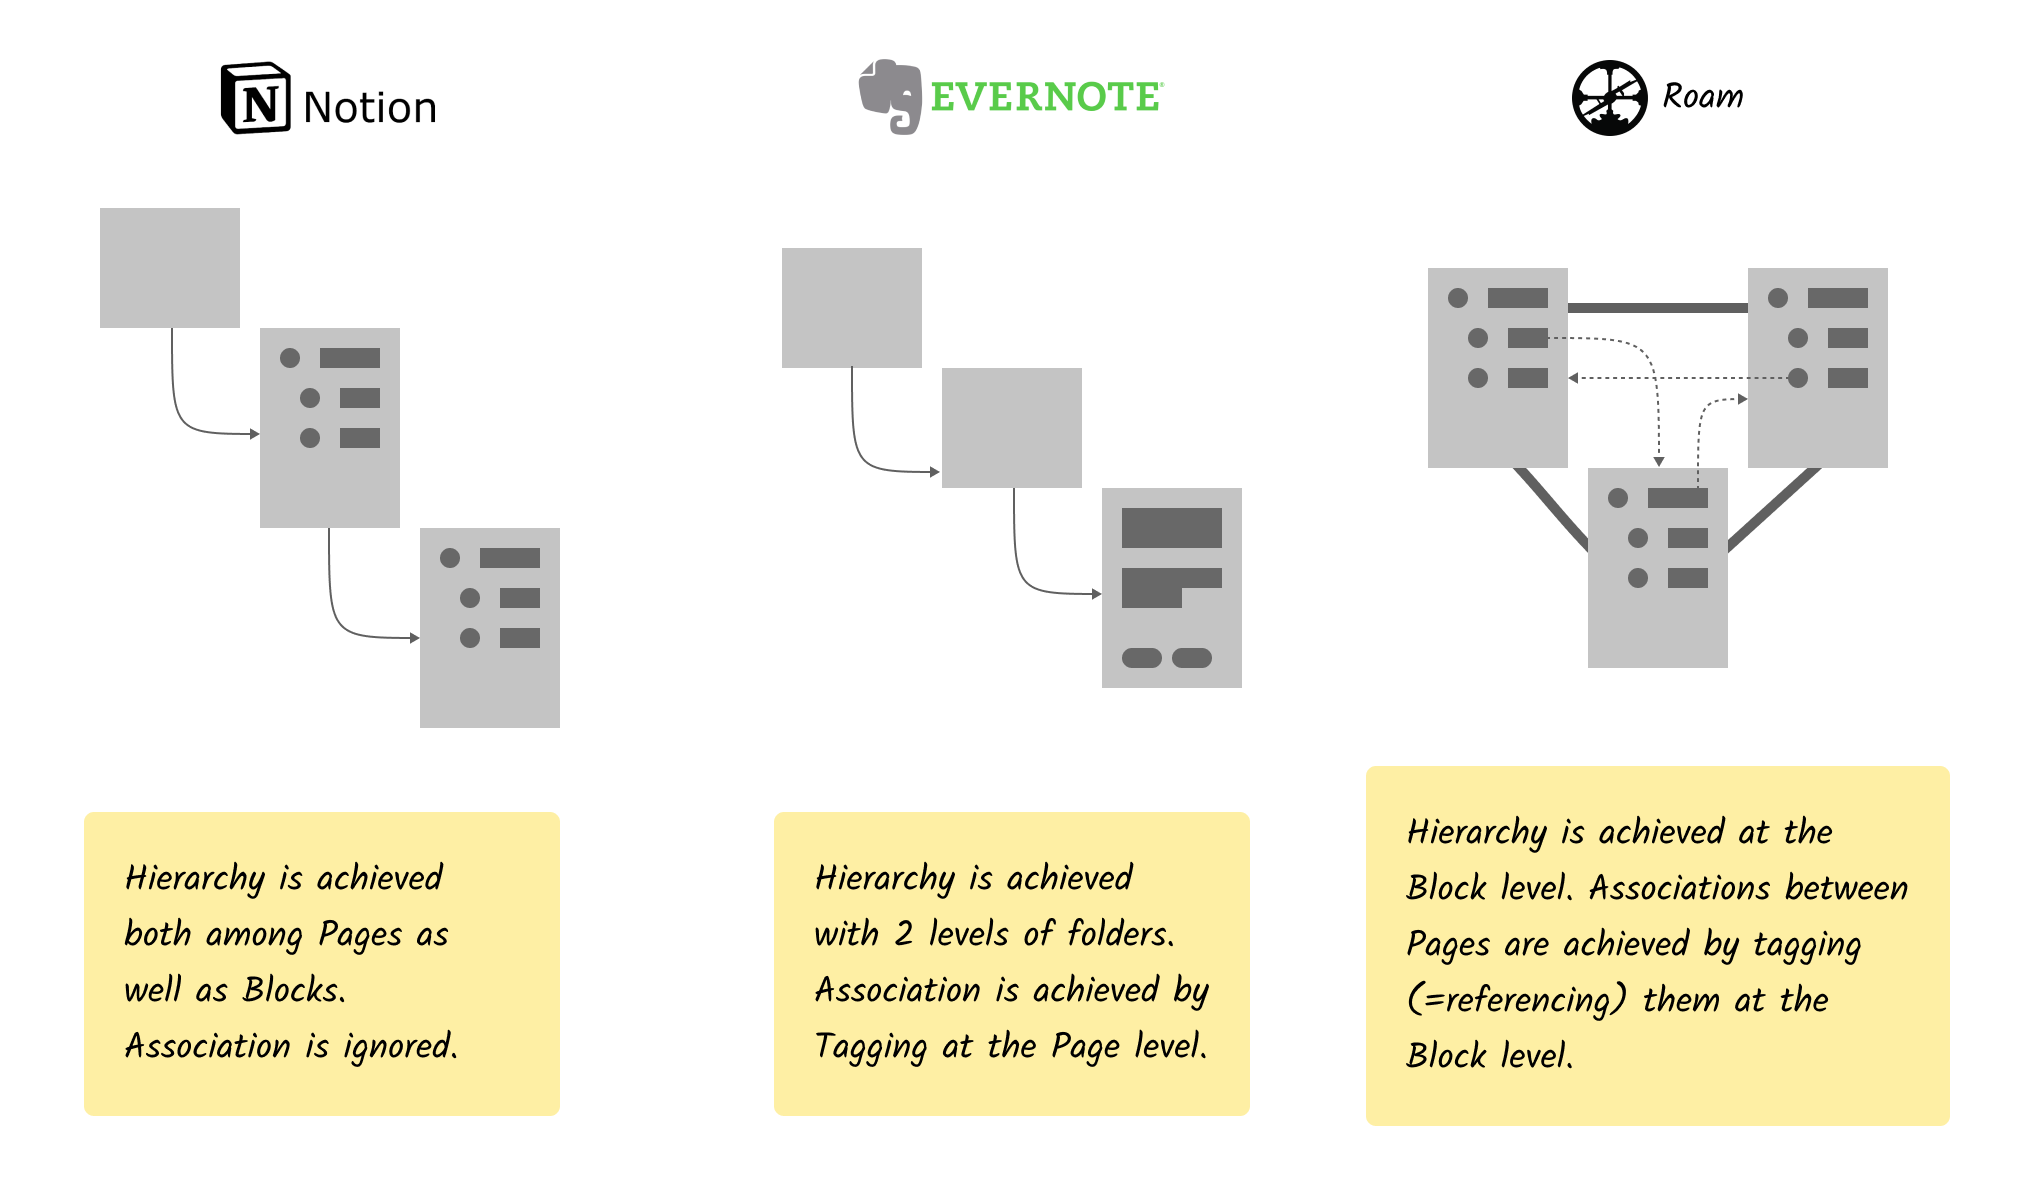 Notion
EVERNOTE
Roam
Hierarchy is achieved
both among Pages as
well as Blocks.
Association is ignored.
Hierarchy is achieved
with 2 levels of folders.
Association is achieved by
Tagging at the Page level.
Hierarchy is achieved at the
Block level. Associations between
Pages are achieved by tagging
(=referencing) them at the
Block level.